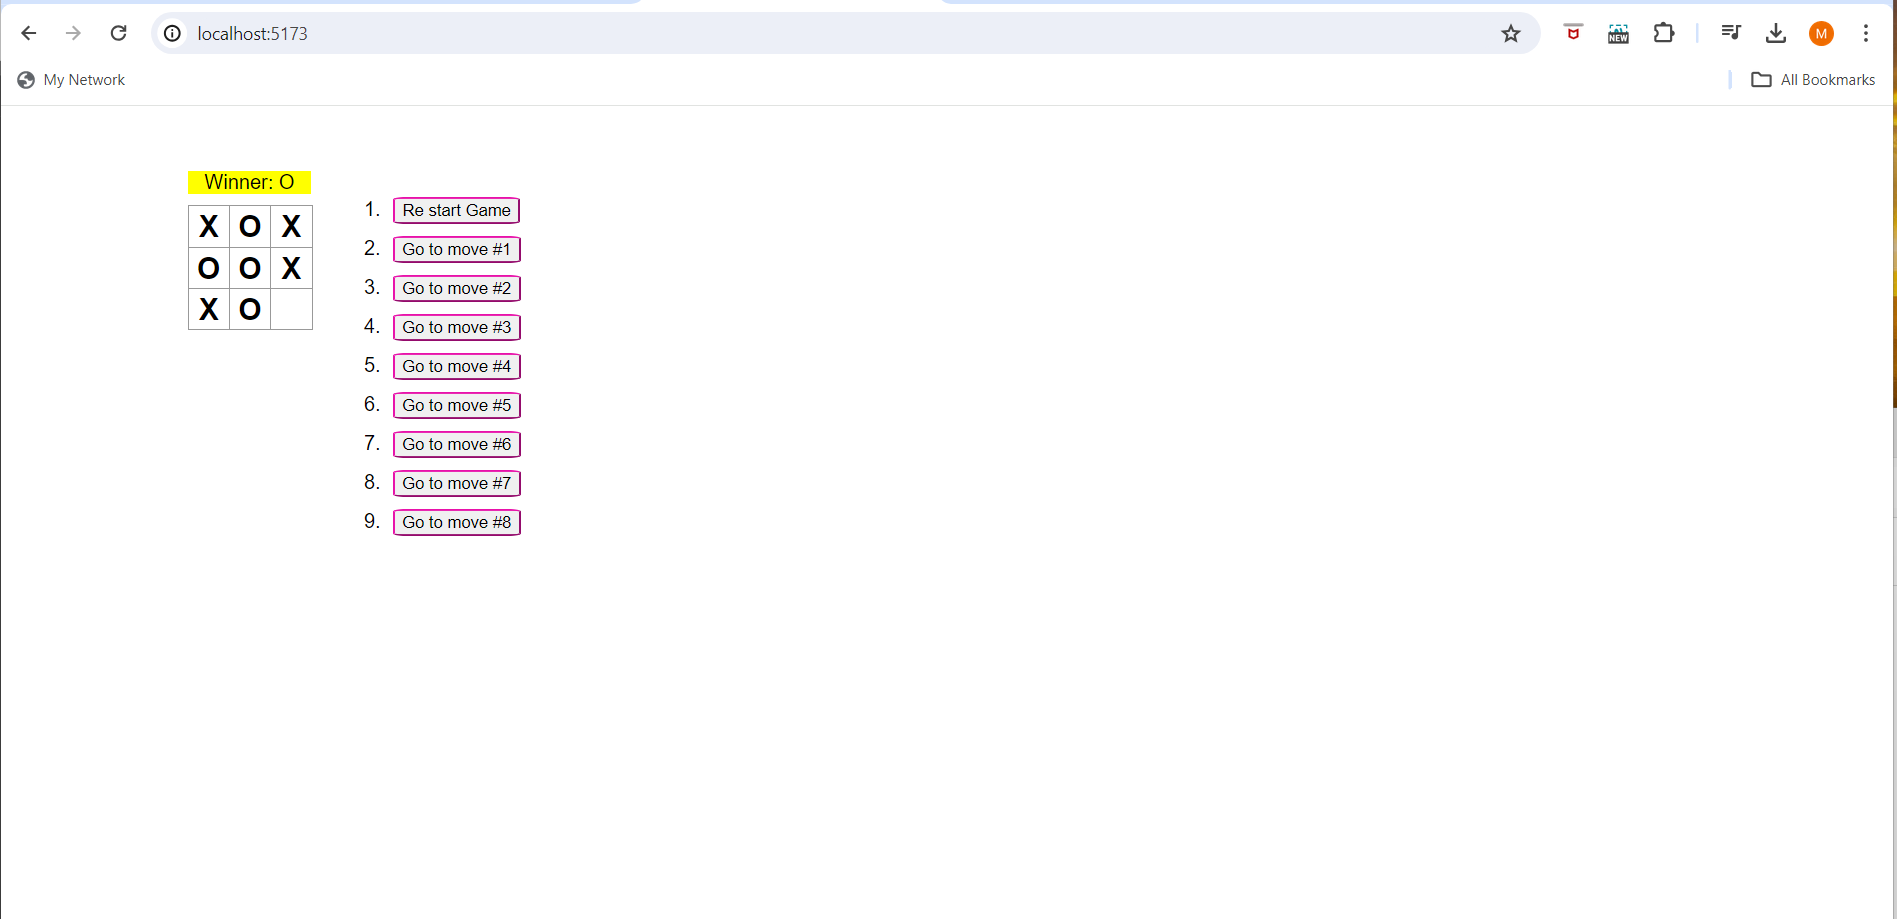 localhost:5173
NEW
M
My Network
All Bookmarks
Winner: O
X O X
O O X
X O
1. Re start Game
2. Go to move #1
3. Go to move #2
4. Go to move #3
5. Go to move #4
6. Go to move #5
7. Go to move #6
8. Go to move #7
9. Go to move #8